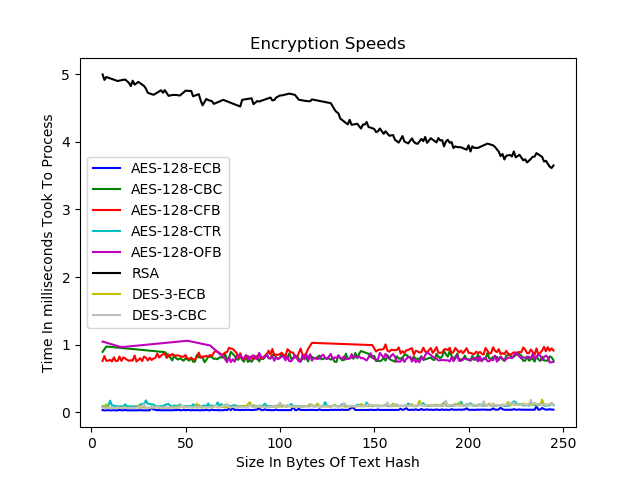 Encryption Speeds
Time In milliseconds Took To Process
5
4
3
2
1
0
AES-128-ECB
AES-128-CBC
AES-128-CFB
AES-128-CTR
AES-128-OFB
RSA
DES-3-ECB
DES-3-CBC
0 50 100 150 200 250
Size In Bytes Of Text Hash